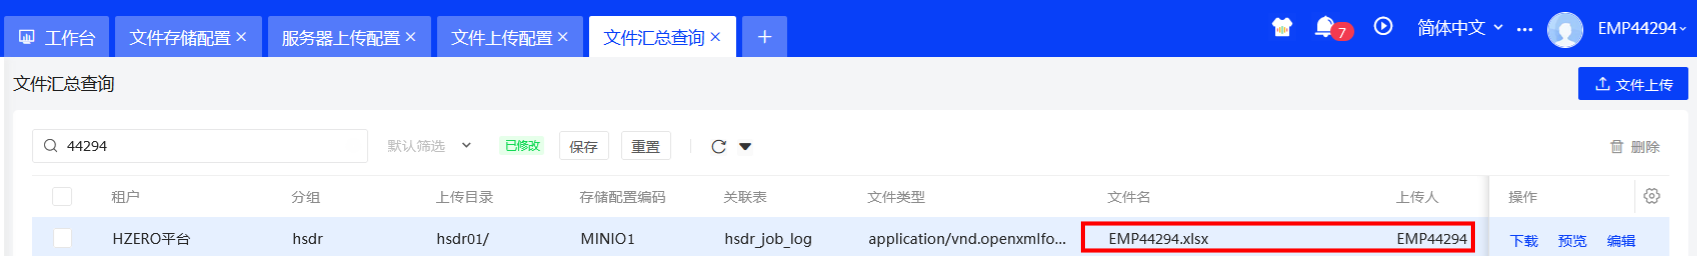 工作台 文件存储配置 × 服务器上传配置 × 文件上传配置 × 文件汇总查询 × + 7 简体中文 ... EMP44294
文件汇总查询 文件上传
44294 默认筛选 已修改 保存 重置 删除
租户 分组 上传目录 存储配置编码 关联表 文件类型 文件名 上传人 操作
HZERO平台 hsdr hsdr01/ MINIO1 hsdr_job_log application/vnd.openxmlfo... EMP44294.xlsx EMP44294 下载 预览 编辑